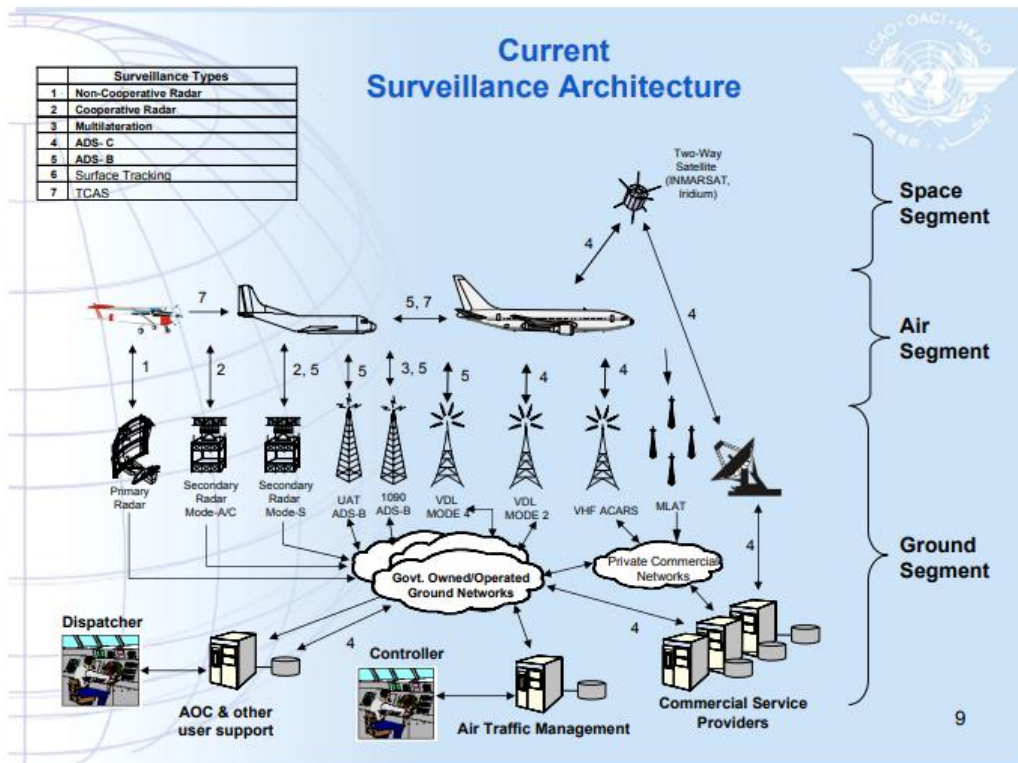 Current
Surveillance Architecture
ICAO · OACI · ИКАО
Surveillance Types
1 Non-Cooperative Radar
2 Cooperative Radar
3 Multilateration
4 ADS- C
5 ADS- B
6 Surface Tracking
7 TCAS
Two-Way
Satellite
(INMARSAT,
Iridium)
Space
Segment
4
4
7
5, 7
Air
Segment
1
2
2, 5
5
3, 5
5
4
4
Primary
Radar
Secondary
Radar
Mode-A/C
Secondary
Radar
Mode-S
UAT
ADS-B
1090
ADS-B
VDL
MODE 4
VDL
MODE 2
VHF ACARS
MLAT
Ground
Segment
Govt. Owned/Operated
Ground Networks
Private Commercial
Networks
4
4
4
Dispatcher
AOC & other
user support
Controller
Air Traffic Management
Commercial Service
Providers
9